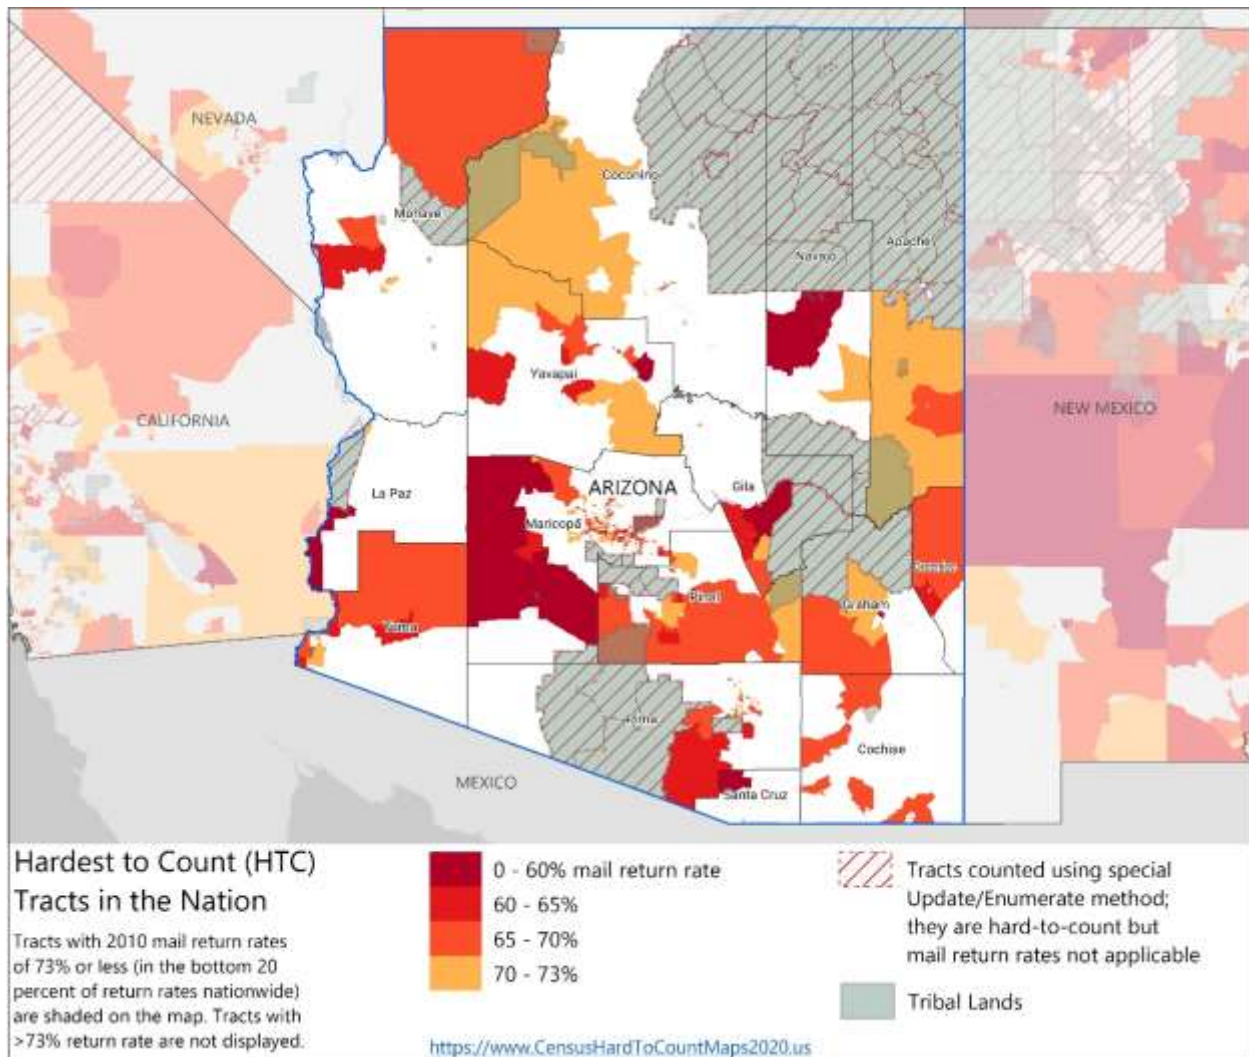 NEVADA
Coconino
Mohave
Apache
Navajo
Yavapai
CALIFORNIA
NEW MEXICO
ARIZONA
Gila
La Paz
Maricopa
Greenlee
Pinal
Graham
Yuma
Pima
Cochise
MEXICO
Santa Cruz
Hardest to Count (HTC)
Tracts in the Nation
Tracts with 2010 mail return rates
of 73% or less (in the bottom 20
percent of return rates nationwide)
are shaded on the map. Tracts with
>73% return rate are not displayed.
0 - 60% mail return rate
60 - 65%
65 - 70%
70 - 73%
https://www.CensusHardToCountMaps2020.us
Tracts counted using special
Update/Enumerate method;
they are hard-to-count but
mail return rates not applicable
Tribal Lands